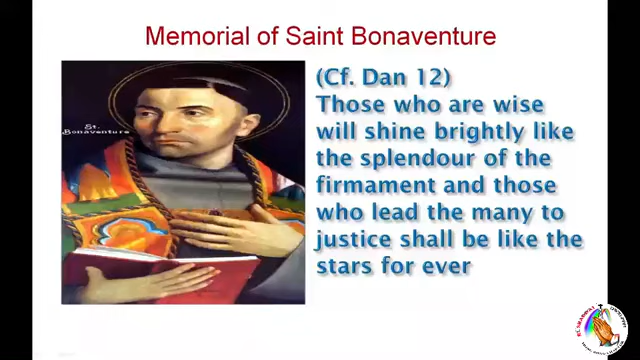 Memorial of Saint Bonaventure
St.
Bonaventure
(Cf. Dan 12)
Those who are wise
will shine brightly like
the splendour of the
firmament and those
who lead the many to
justice shall be like the
stars for ever